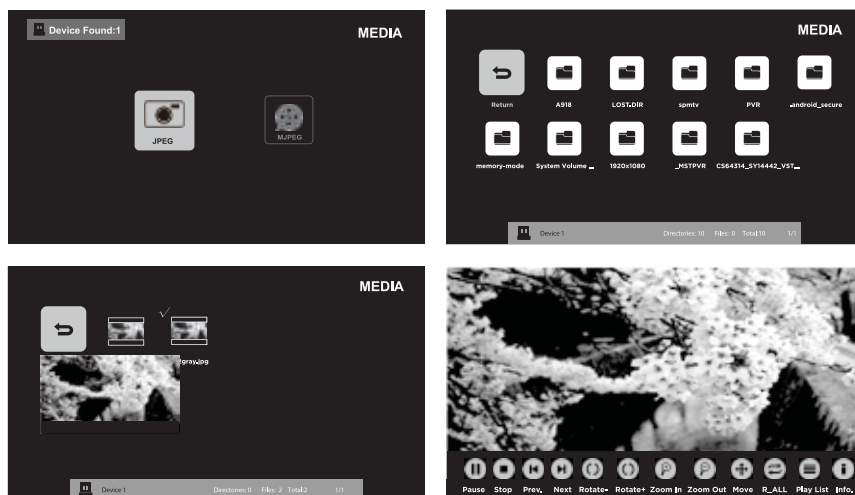 Device Found:1
MEDIA
JPEG
MJPEG
MEDIA
Return
A918
LOST.DIR
spmtv
PVR
.android_secure
memory-mode
System Volume _
1920x1080
_MSTPVR
CS64314_SY14442_VST_
Device 1
Directories: 10 Files: 0 Total:10 1/1
MEDIA
2gray.jpg
Device 1
Directories: 0 Files: 2 Total:2 1/1
Pause Stop Prev. Next Rotate- Rotate+ Zoom In Zoom Out Move R_ALL Play List Info.